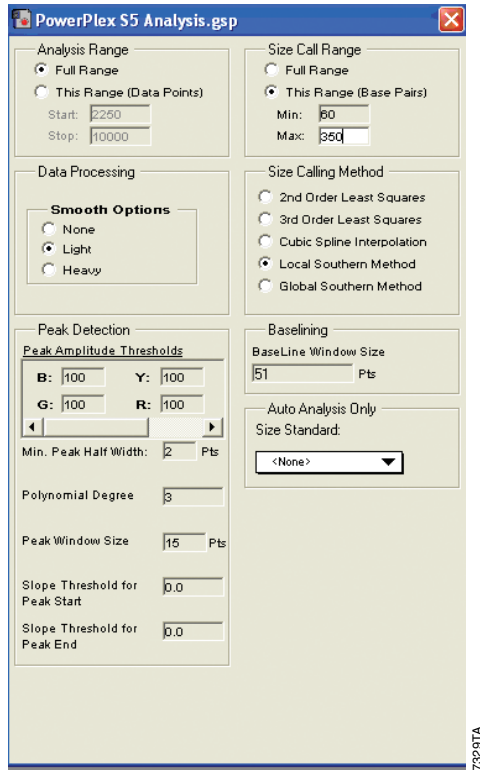 PowerPlex S5 Analysis.gsp
Analysis Range
Full Range
This Range (Data Points)
Start: 2250
Stop: 10000
Size Call Range
Full Range
This Range (Base Pairs)
Min: 60
Max: 350
Data Processing
Smooth Options
None
Light
Heavy
Size Calling Method
2nd Order Least Squares
3rd Order Least Squares
Cubic Spline Interpolation
Local Southern Method
Global Southern Method
Peak Detection
Peak Amplitude Thresholds
B: 100 Y: 100
G: 100 R: 100
Min. Peak Half Width: 2 Pts
Polynomial Degree 3
Peak Window Size 15 Pts
Slope Threshold for
Peak Start 0.0
Slope Threshold for
Peak End 0.0
Baselining
BaseLine Window Size
51 Pts
Auto Analysis Only
Size Standard:
<None>
7329TA